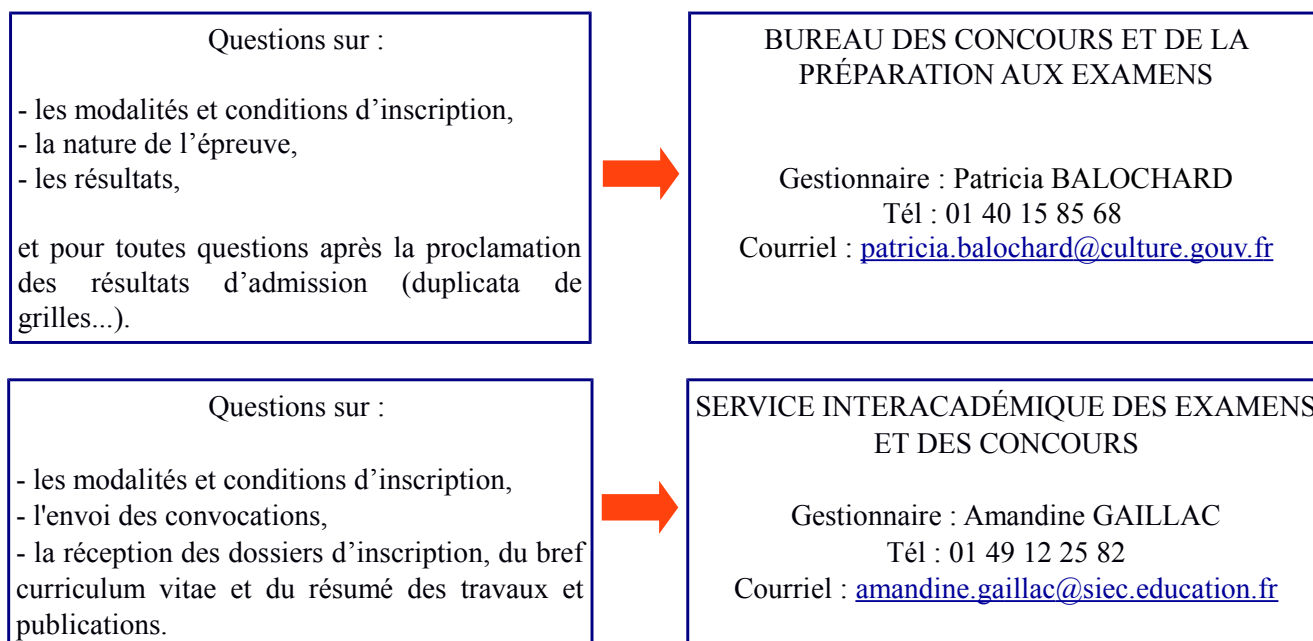 Questions sur :
- les modalités et conditions d’inscription,
- la nature de l’épreuve,
- les résultats,
et pour toutes questions après la proclamation
des résultats d’admission (duplicata de
grilles...).
BUREAU DES CONCOURS ET DE LA
PRÉPARATION AUX EXAMENS
Gestionnaire : Patricia BALOCHARD
Tél : 01 40 15 85 68
Courriel : patricia.balochard@culture.gouv.fr
Questions sur :
- les modalités et conditions d’inscription,
- l'envoi des convocations,
- la réception des dossiers d’inscription, du bref
curriculum vitae et du résumé des travaux et
publications.
SERVICE INTERACADÉMIQUE DES EXAMENS
ET DES CONCOURS
Gestionnaire : Amandine GAILLAC
Tél : 01 49 12 25 82
Courriel : amandine.gaillac@siec.education.fr